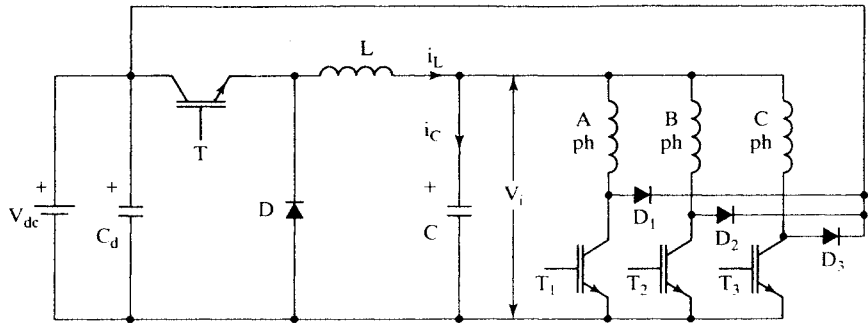 L
i_L
T
i_C
A
ph
B
ph
C
ph
+
V_dc
+
C_d
D
+
C
V_i
D_1
D_2
D_3
T_1
T_2
T_3